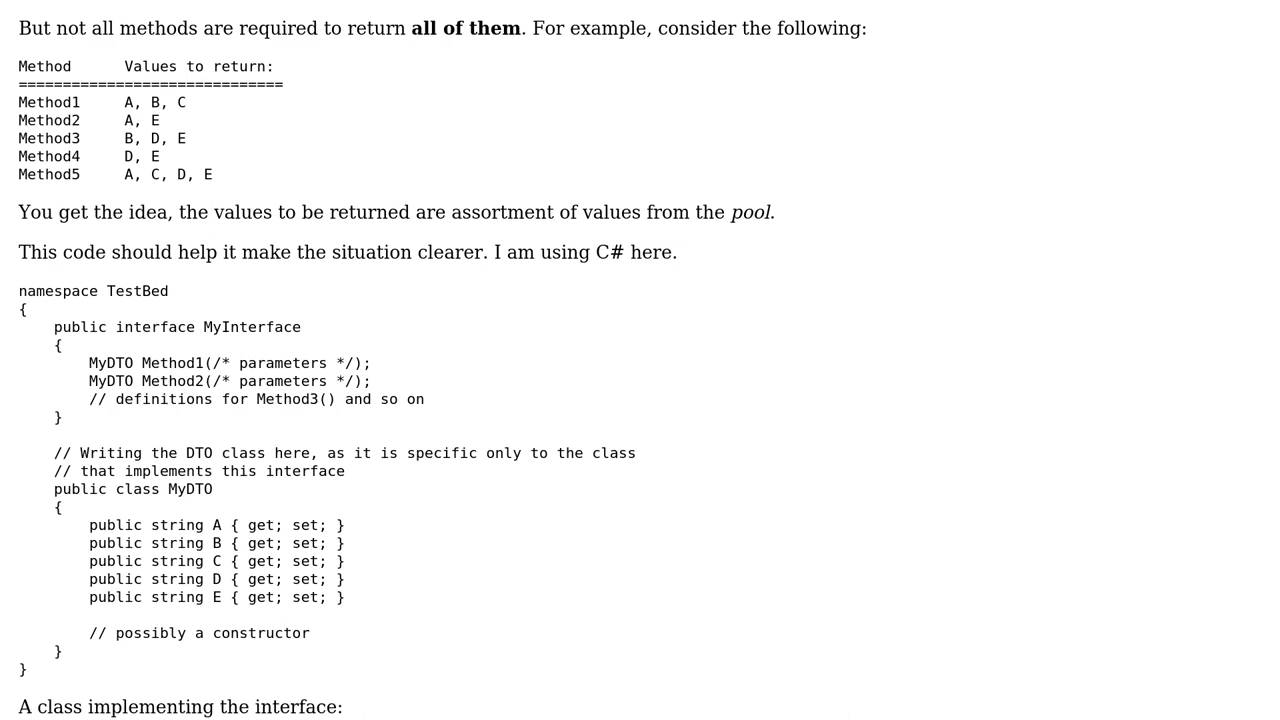 But not all methods are required to return all of them. For example, consider the following:
Method      Values to return:
==============================
Method1     A, B, C
Method2     A, E
Method3     B, D, E
Method4     D, E
Method5     A, C, D, E
You get the idea, the values to be returned are assortment of values from the pool.
This code should help it make the situation clearer. I am using C# here.
namespace TestBed
{
    public interface MyInterface
    {
        MyDTO Method1(/* parameters */);
        MyDTO Method2(/* parameters */);
        // definitions for Method3() and so on
    }
    // Writing the DTO class here, as it is specific only to the class
    // that implements this interface
    public class MyDTO
    {
        public string A { get; set; }
        public string B { get; set; }
        public string C { get; set; }
        public string D { get; set; }
        public string E { get; set; }
        // possibly a constructor
    }
}
A class implementing the interface: